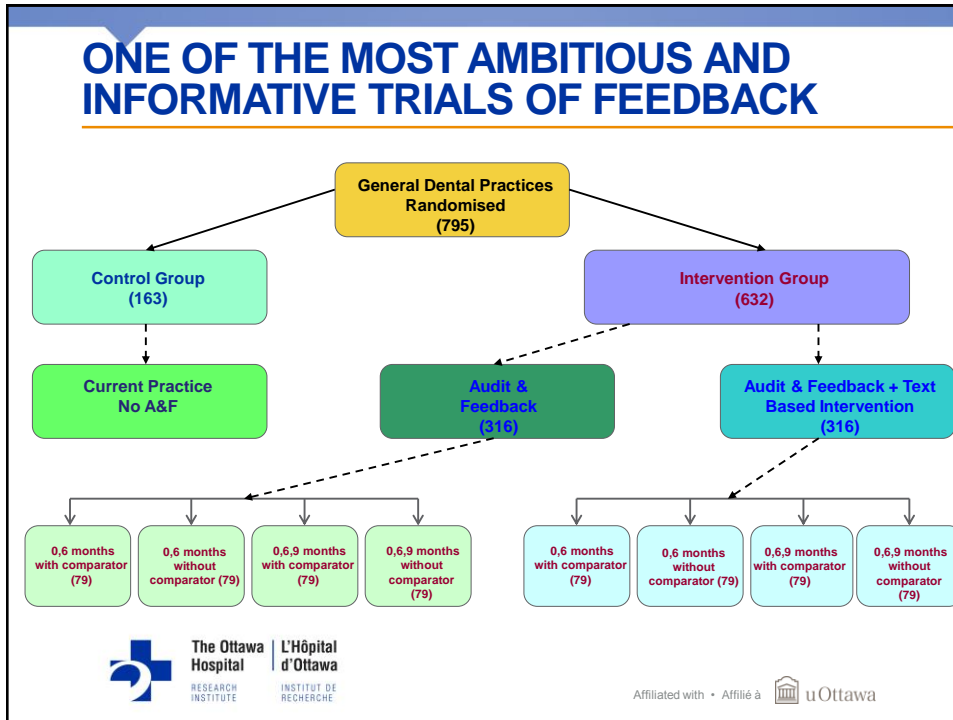 ONE OF THE MOST AMBITIOUS AND
INFORMATIVE TRIALS OF FEEDBACK
General Dental Practices
Randomised
(795)
Control Group
(163)
Intervention Group
(632)
Current Practice
No A&F
Audit &
Feedback
(316)
Audit & Feedback + Text
Based Intervention
(316)
0,6 months
with comparator
(79)
0,6 months
without
comparator (79)
0,6,9 months
with comparator
(79)
0,6,9 months
without
comparator
(79)
0,6 months
with comparator
(79)
0,6 months
without
comparator (79)
0,6,9 months
with comparator
(79)
0,6,9 months
without
comparator
(79)
The Ottawa
Hospital
RESEARCH
INSTITUTE
L'Hôpital
d'Ottawa
INSTITUT DE
RECHERCHE
Affiliated with • Affilié à
uOttawa